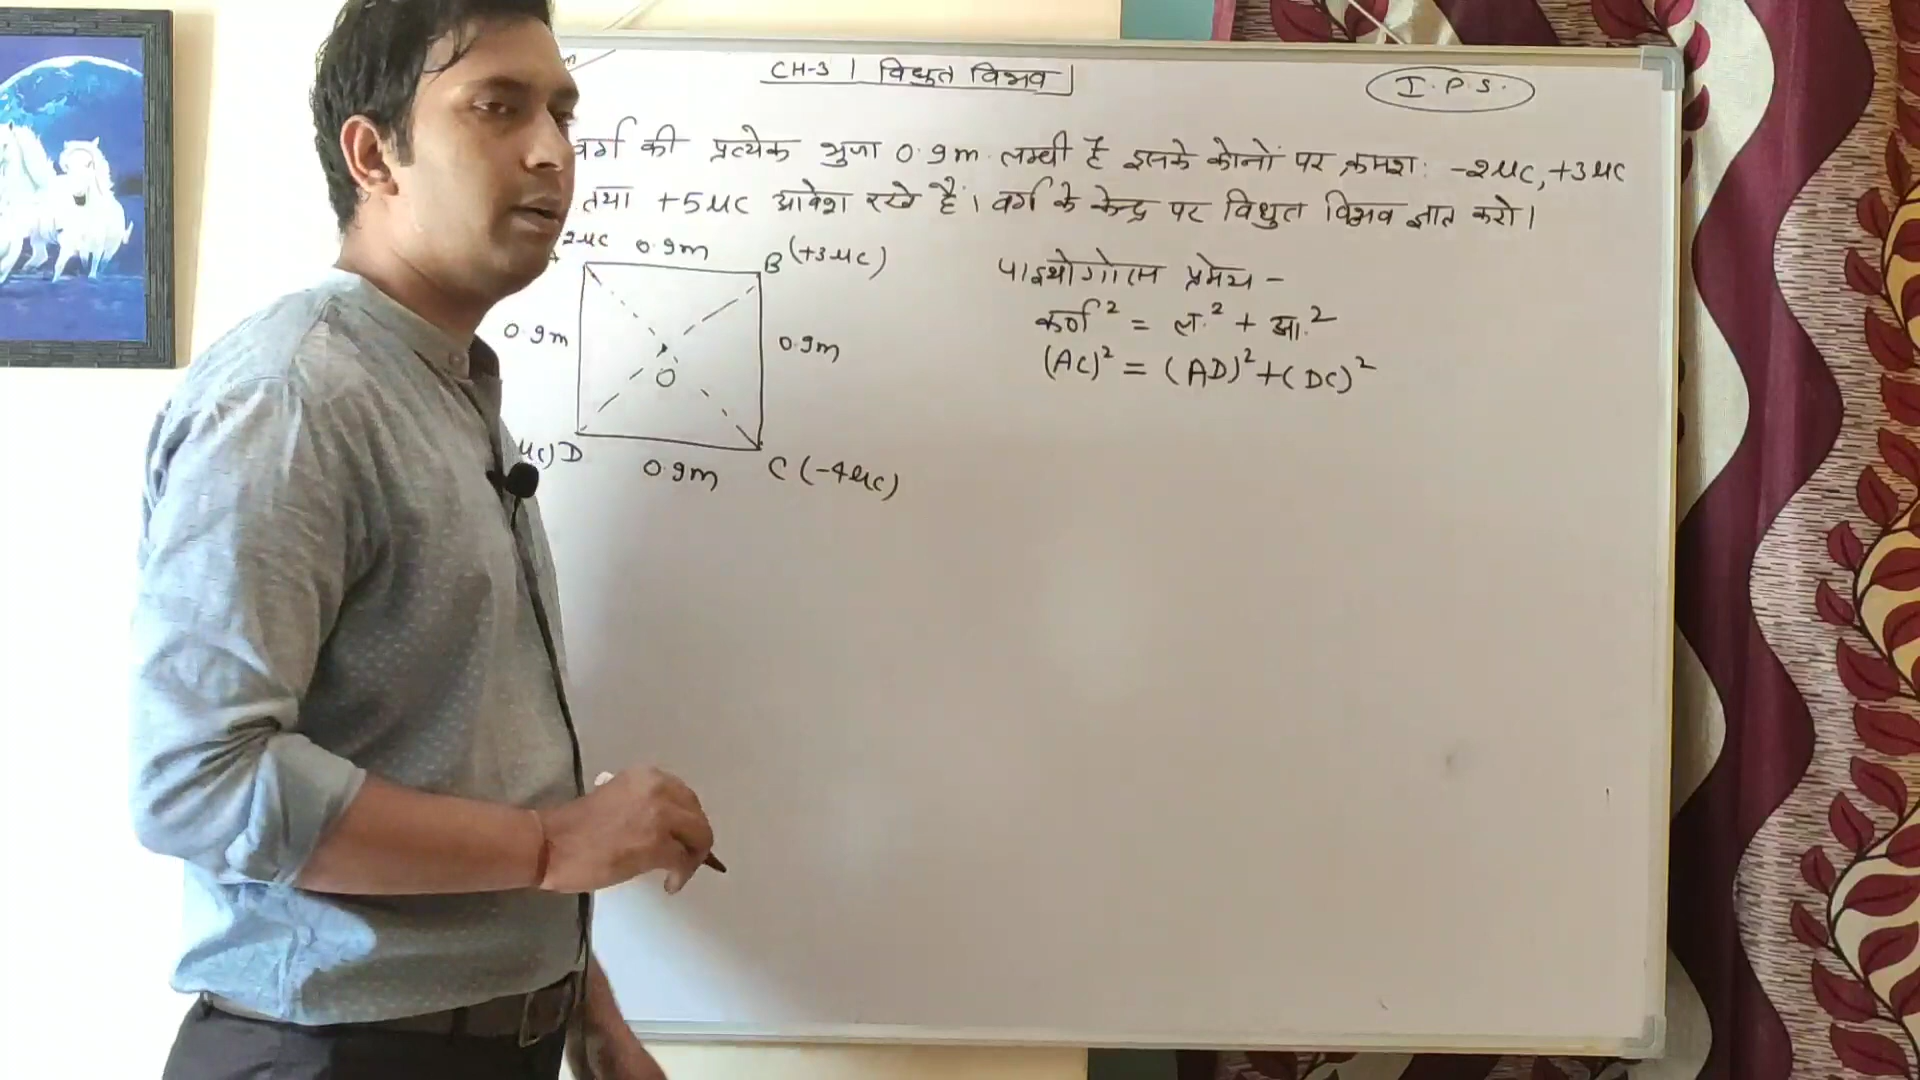 CH-3 | विद्युत विभव
I.P.S.
वर्ग की प्रत्येक भुजा 0.9m लम्बी है इसके कोनों पर क्रमशः -2μC, +3μC
तथा +5μC आवेश रखे हैं। वर्ग के केन्द्र पर विद्युत विभव ज्ञात करो।
2μC 0.9m B (+3μC)
0.9m
0.9m
O
μC) D
0.9m
C (-4μC)
पाइथोगोरस प्रमेय -
कर्ण² = ल.² + आ.²
(AC)² = (AD)² + (DC)²